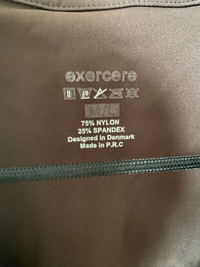 exercere
75% NYLON
25% SPANDEX
Designed in Denmark
Made in P.R.C